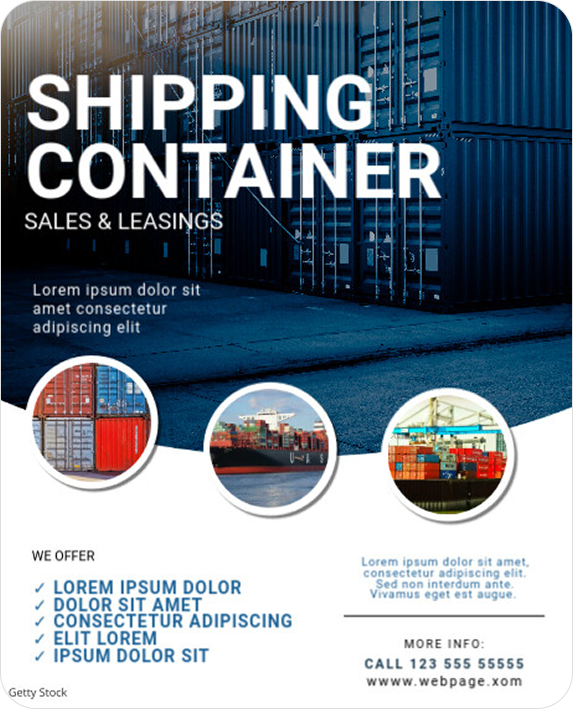 SHIPPING
CONTAINER
SALES & LEASINGS
Lorem ipsum dolor sit
amet consectetur
adipiscing elit
WE OFFER
✓ LOREM IPSUM DOLOR
✓ DOLOR SIT AMET
✓ CONSECTETUR ADIPISCING
✓ ELIT LOREM
✓ IPSUM DOLOR SIT
Lorem ipsum dolor sit amet,
consectetur adipiscing elit.
Sed non interdum ante.
Vivamus eget est augue.
MORE INFO:
CALL 123 555 55555
wwww.webpage.xom
Getty Stock